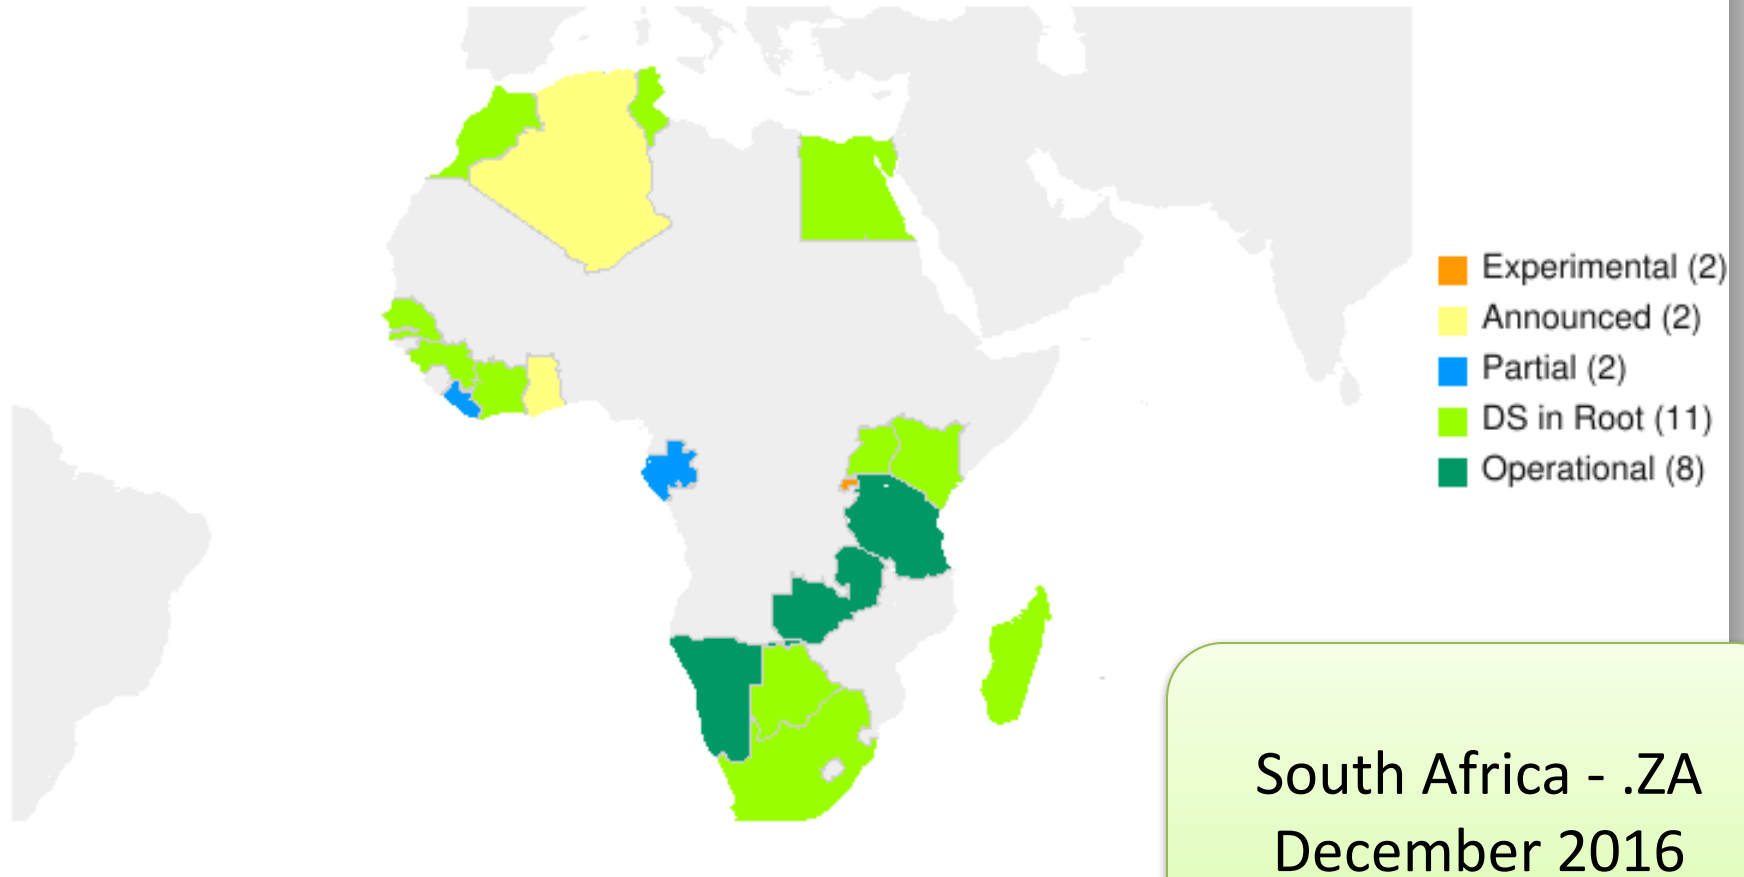 Experimental (2)
Announced (2)
Partial (2)
DS in Root (11)
Operational (8)
South Africa - .ZA
December 2016